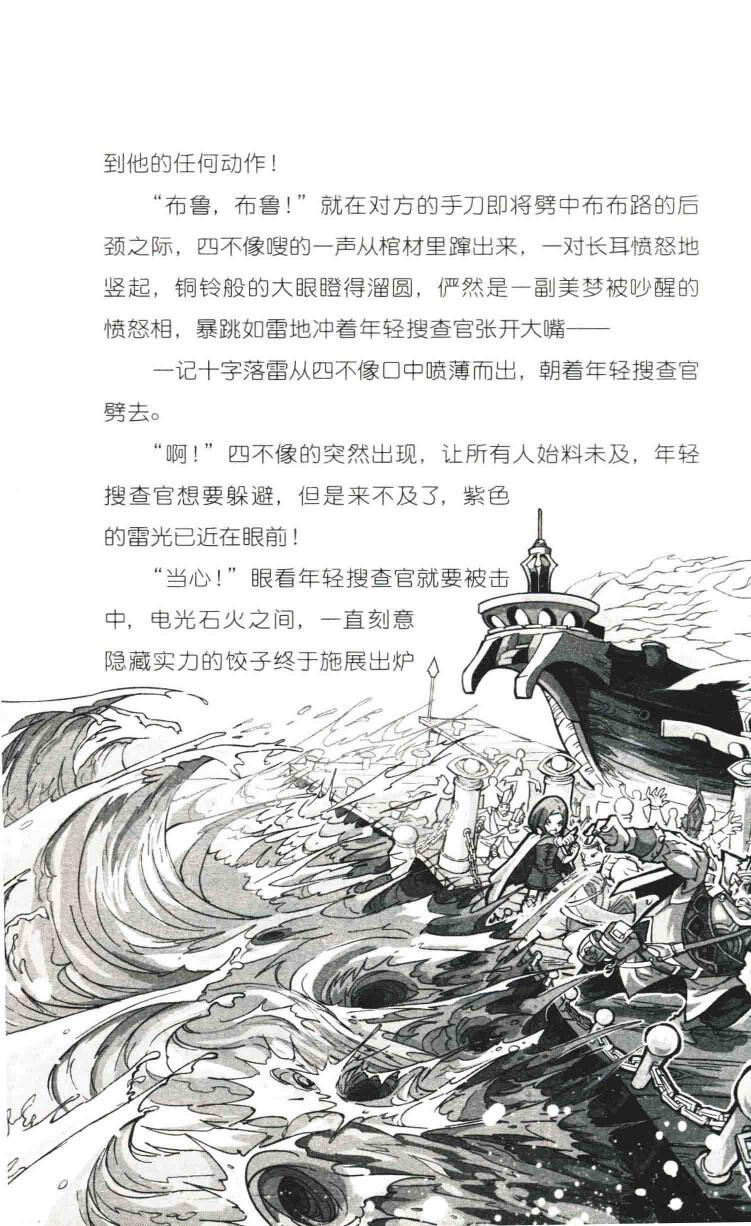 到他的任何动作！
“布鲁，布鲁！”就在对方的手刀即将劈中布布路的后
颈之际，四不像嗖的一声从棺材里蹿出来，一对长耳愤怒地
竖起，铜铃般的大眼瞪得溜圆，俨然是一副美梦被吵醒的
愤怒相，暴跳如雷地冲着年轻搜查官张开大嘴——
一记十字落雷从四不像口中喷薄而出，朝着年轻搜查官
劈去。
“啊！”四不像的突然出现，让所有人始料未及，年轻
搜查官想要躲避，但是来不及了，紫色
的雷光已近在眼前！
“当心！”眼看年轻搜查官就要被击
中，电光石火之间，一直刻意
隐藏实力的饺子终于施展出炉